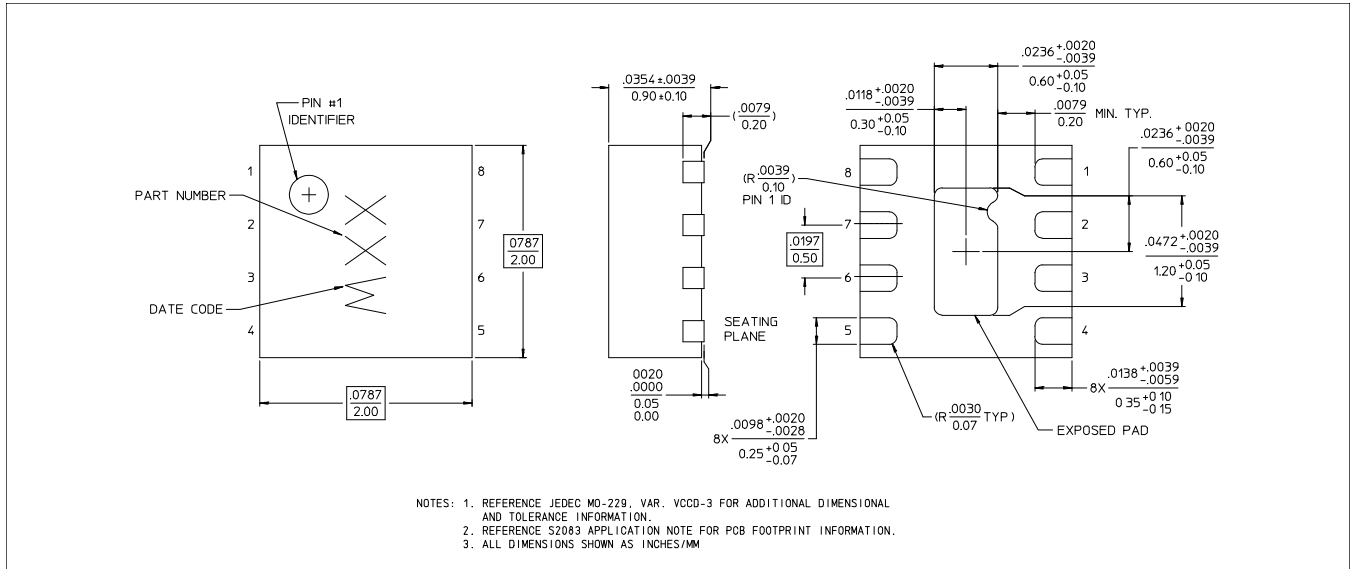 PIN #1
IDENTIFIER
PART NUMBER
DATE CODE
1
2
3
4
8
7
6
5
XX
W
.0787
2.00
.0787
2.00
.0354 ±.0039
0.90 ±0.10
(.0079
0.20)
SEATING
PLANE
0020
.0000
0.05
0.00
.0236 +.0020
-.0039
0.60 +0.05
-0.10
.0118 +.0020
-.0039
0.30 +0.05
-0.10
.0079
0.20 MIN. TYP.
.0236 +.0020
-.0039
0.60 +0.05
-0.10
(R .0039
0.10)
PIN 1 ID
8
7
6
5
1
2
3
4
.0197
0.50
.0472 +.0020
-.0039
1.20 +0.05
-0 10
8X .0138 +.0039
-.0059
0 35 +0 10
-0 15
8X .0098 +.0020
-.0028
0.25 +0 05
-0.07
(R .0030
0.07 TYP)
EXPOSED PAD
NOTES: 1. REFERENCE JEDEC MO-229, VAR. VCCD-3 FOR ADDITIONAL DIMENSIONAL
AND TOLERANCE INFORMATION.
2. REFERENCE S2083 APPLICATION NOTE FOR PCB FOOTPRINT INFORMATION.
3. ALL DIMENSIONS SHOWN AS INCHES/MM